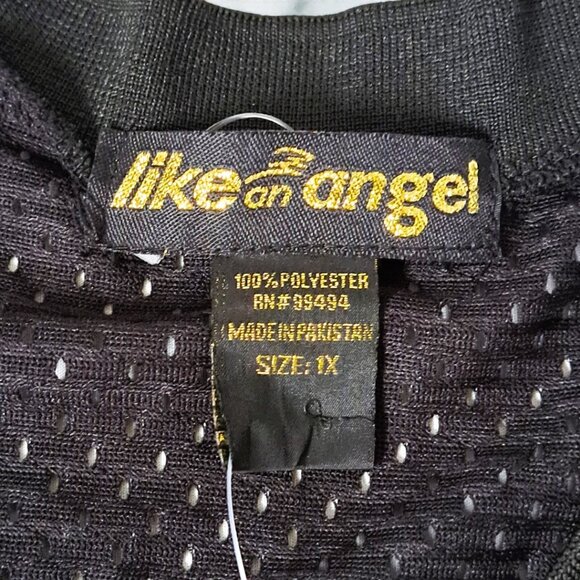 like an angel
100% POLYESTER
RN# 99494
MADE IN PAKISTAN
SIZE: 1X